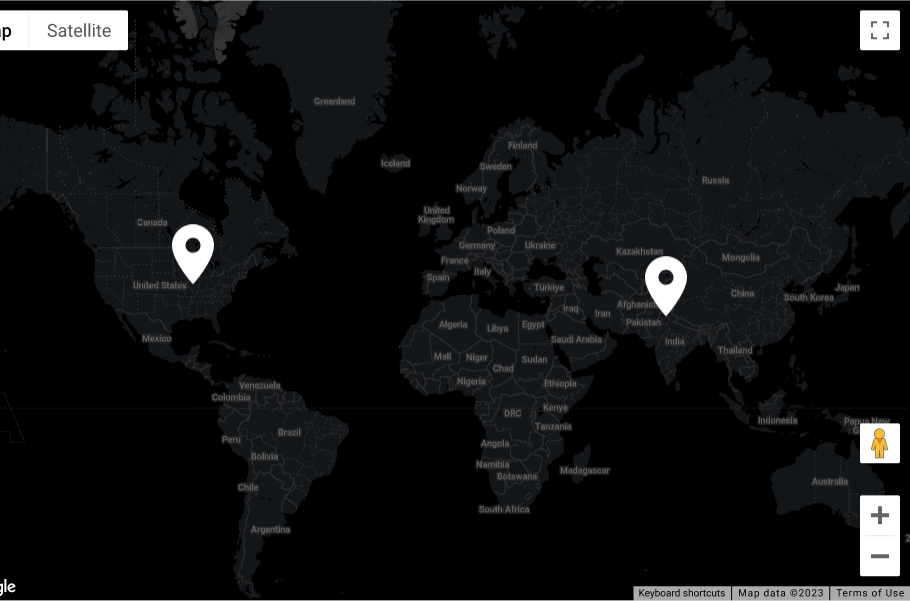 ap
Satellite
Greenland
Iceland
Finland
Sweden
Norway
Russia
United
Kingdom
Canada
Poland
Germany
Ukraine
France
Kazakhstan
Mongolia
Spain
Italy
Türkiye
United States
China
Japan
South Korea
Iraq
Iran
Afghanist
Pakistan
Algeria
Libya
Egypt
Saudi Arabia
India
Mexico
Mali
Niger
Chad
Sudan
Thailand
Nigeria
Ethiopia
Venezuela
Colombia
DRC
Kenya
Tanzania
Indonesia
Papua New
G
Peru
Brazil
Bolivia
Angola
Namibia
Botswana
Madagascar
Australia
Chile
South Africa
Argentina
gle
Keyboard shortcuts
Map data ©2023
Terms of Use